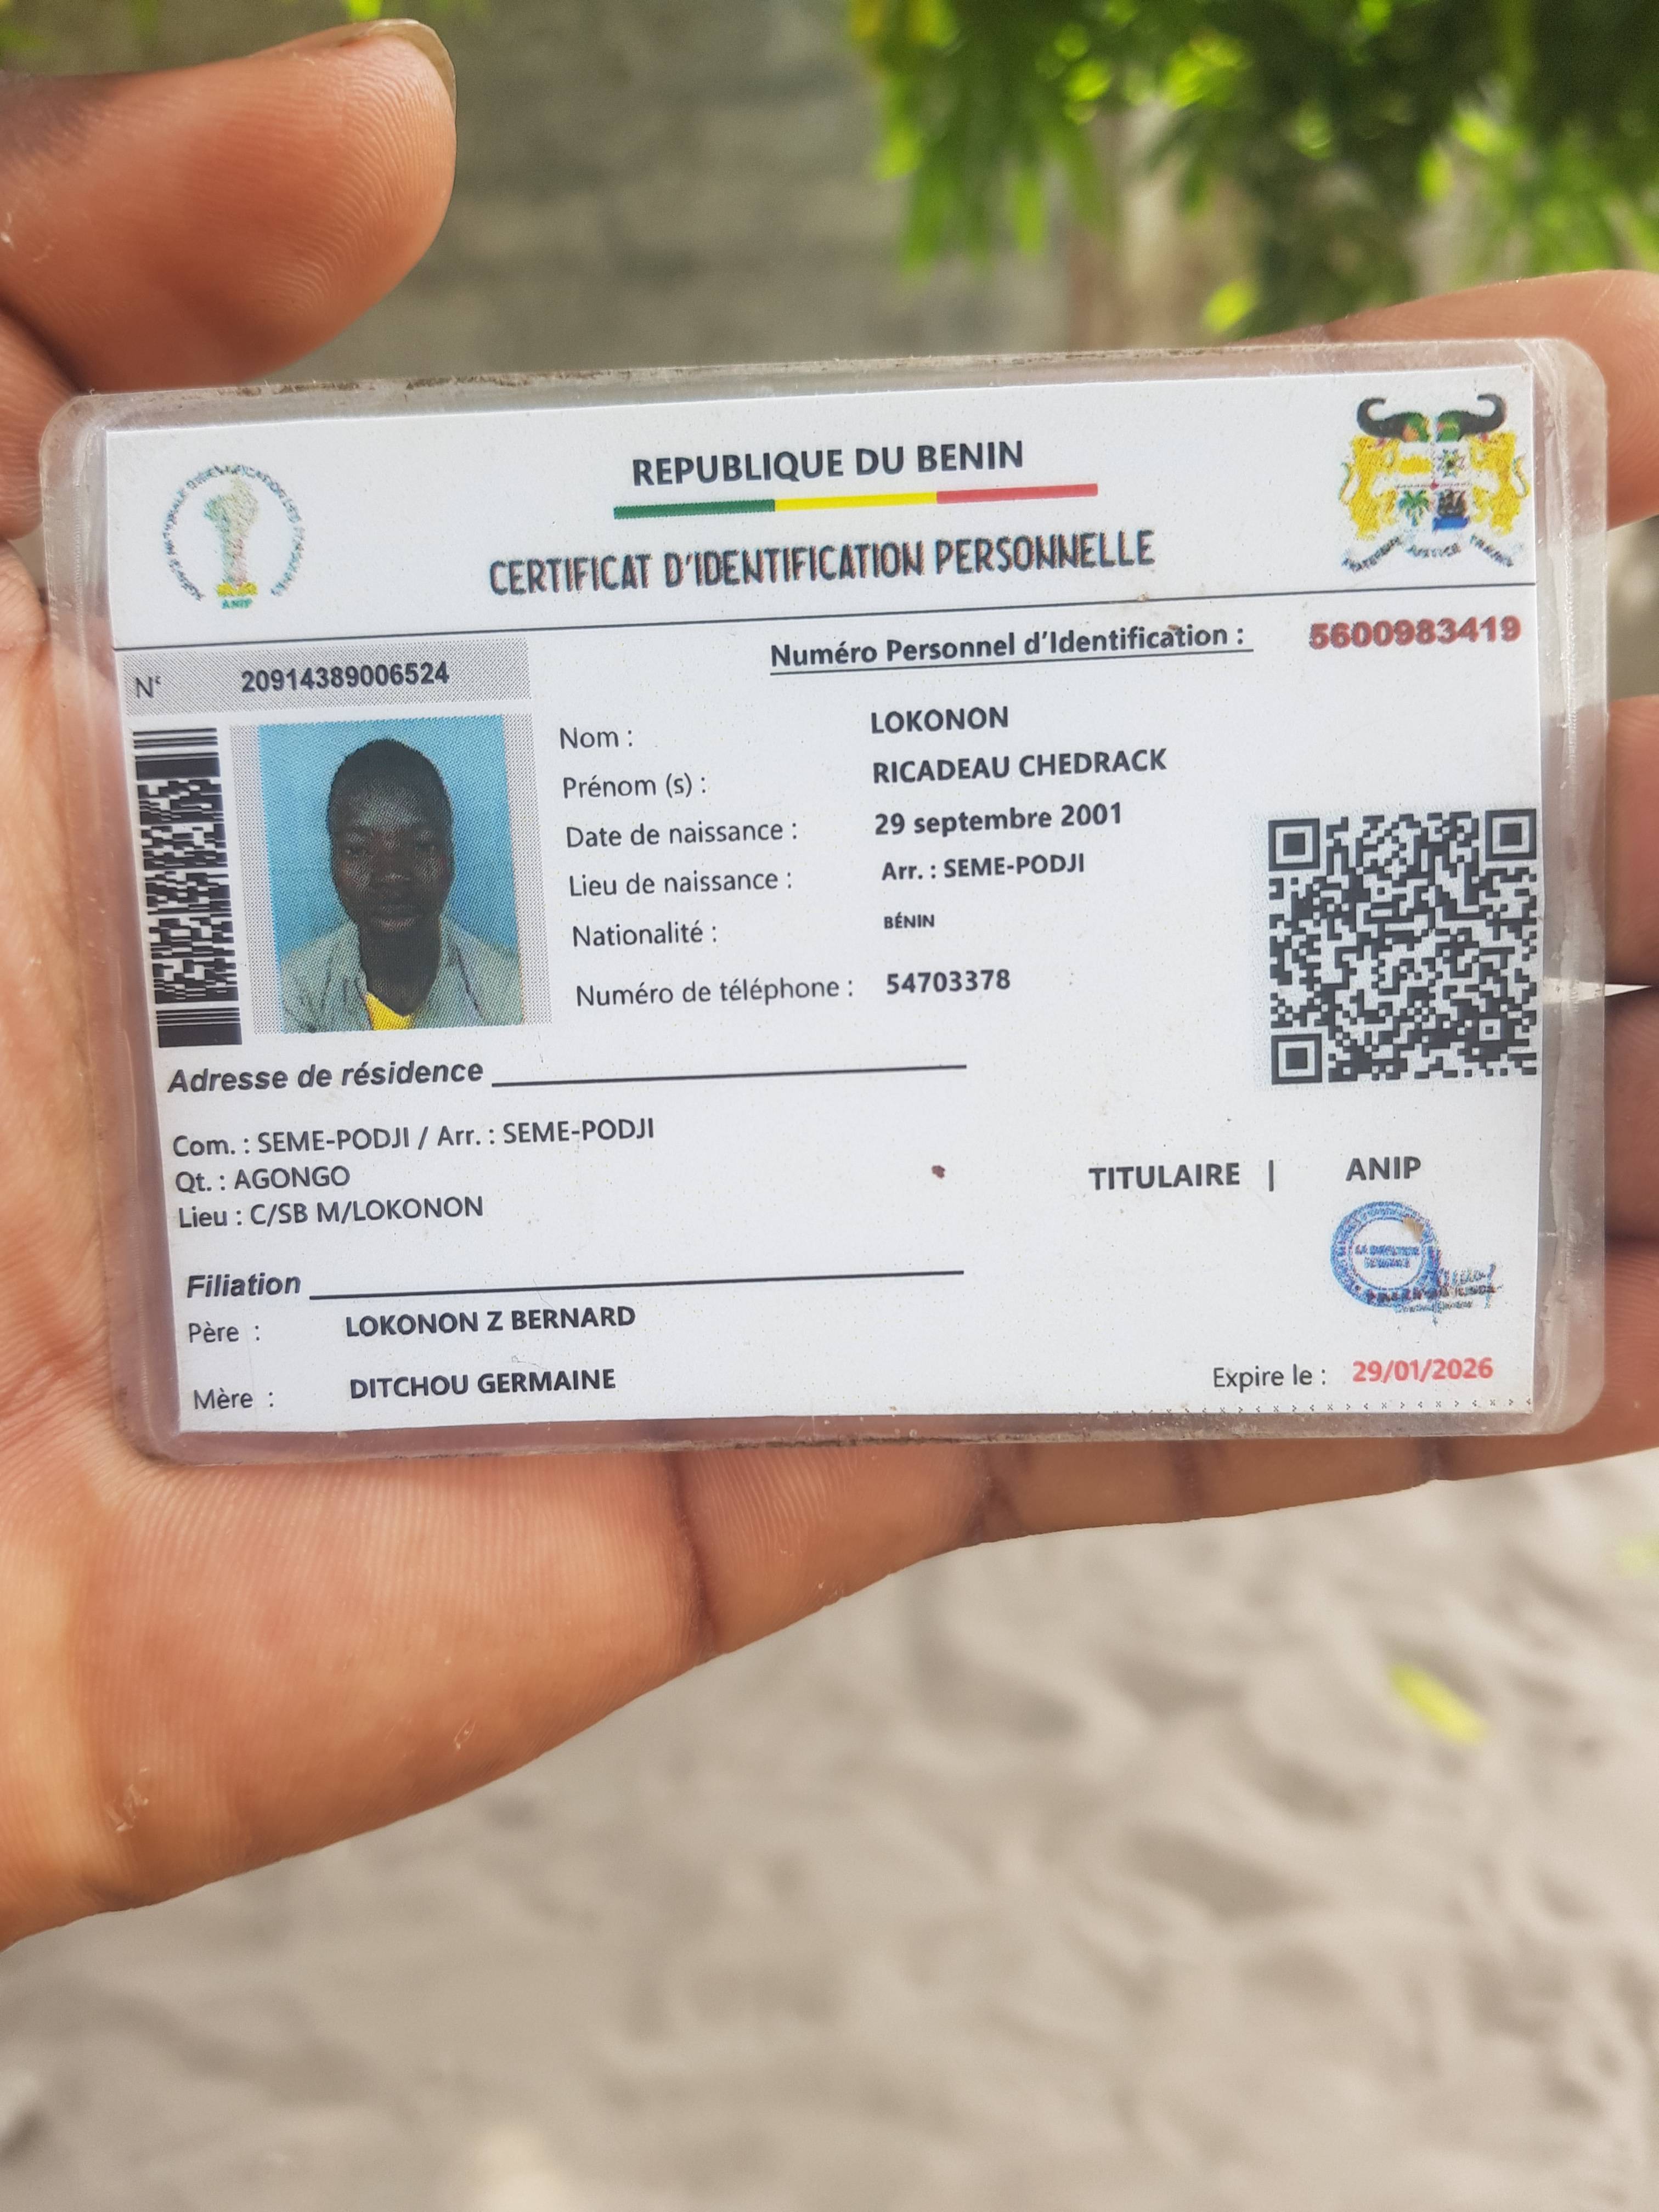 REPUBLIQUE DU BENIN
CERTIFICAT D'IDENTIFICATION PERSONNELLE
ANIP
Numéro Personnel d'Identification : 5600983419
N° 20914389006524
Nom : LOKONON
Prénom (s) : RICADEAU CHEDRACK
Date de naissance : 29 septembre 2001
Lieu de naissance : Arr. : SEME-PODJI
Nationalité : BÉNIN
Numéro de téléphone : 54703378
Adresse de résidence
Com. : SEME-PODJI / Arr. : SEME-PODJI
Qt. : AGONGO
Lieu : C/SB M/LOKONON
TITULAIRE | ANIP
Filiation
Père : LOKONON Z BERNARD
Mère : DITCHOU GERMAINE
Expire le : 29/01/2026